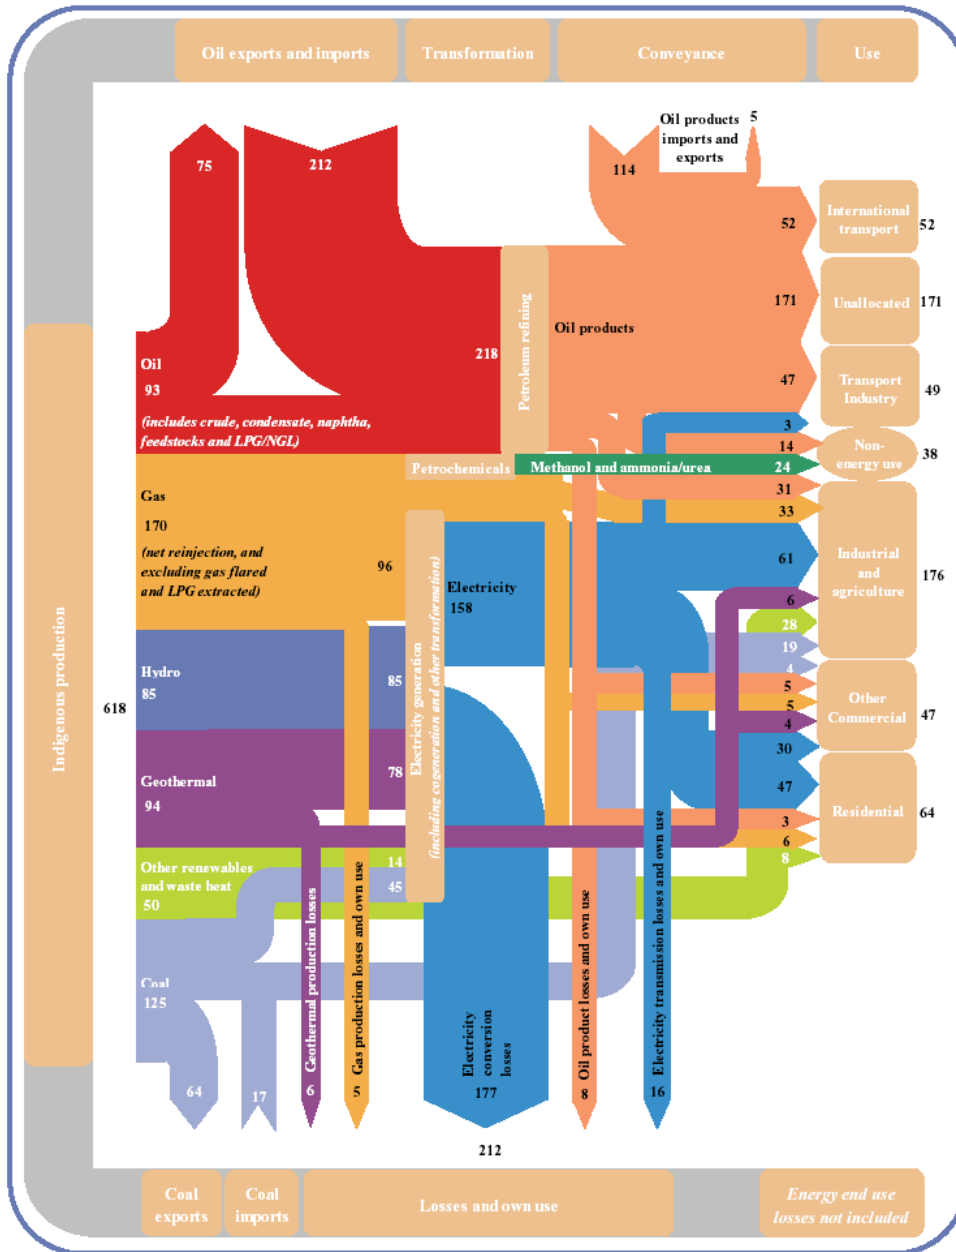 Oil exports and imports
Transformation
Conveyance
Use
Oil products
imports and
exports
5
75
212
114
International
transport
52
52
Unallocated
171
171
Oil products
Petroleum refining
218
Transport
Industry
47
49
Oil
93
(includes crude, condensate, naphtha,
feedstocks and LPG/NGL)
3
14
Non-
energy use
38
Petrochemicals
Methanol and ammonia/urea
24
31
33
Gas
170
(net reinjection, and
excluding gas flared
and LPG extracted)
96
Electricity
158
Electricity generation
(including cogeneration and other transformation)
61
Industrial
and
agriculture
176
6
28
19
4
Hydro
85
85
5
5
4
30
Other
Commercial
47
Indigenous production
618
Geothermal
94
78
47
Residential
64
3
6
8
Other renewables
and waste heat
50
14
45
Coal
125
64
17
Geothermal production losses
6
Gas production losses and own use
5
Electricity
conversion
losses
177
Oil product losses and own use
8
Electricity transmission losses and own use
16
212
Coal
exports
Coal
imports
Losses and own use
Energy end use
losses not included